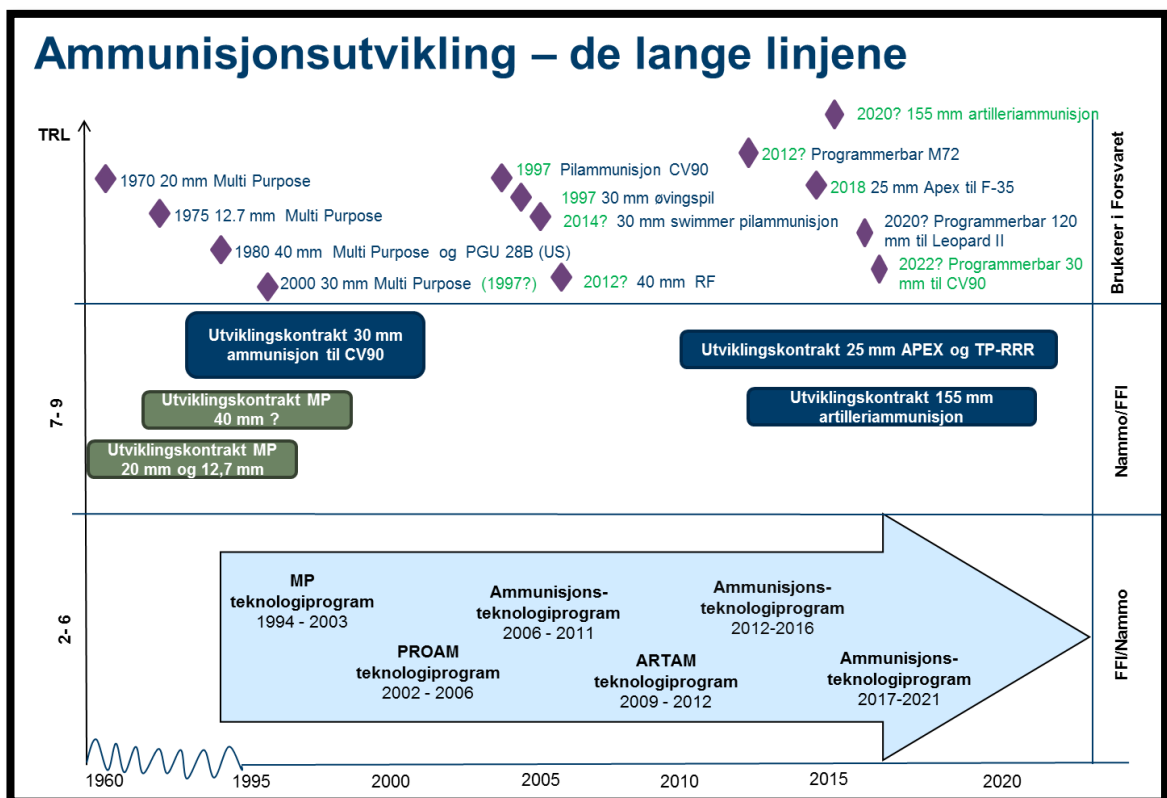 Ammunisjonsutvikling – de lange linjene
TRL
2020? 155 mm artilleriammunisjon
1997 Pilammunisjon CV90
2012? Programmerbar M72
1970 20 mm Multi Purpose
1997 30 mm øvingspil
2018 25 mm Apex til F-35
1975 12.7 mm Multi Purpose
2014? 30 mm swimmer pilammunisjon
2020? Programmerbar 120
mm til Leopard II
1980 40 mm Multi Purpose og PGU 28B (US)
2022? Programmerbar 30
mm til CV90
2000 30 mm Multi Purpose (1997?)
2012? 40 mm RF
Brukerer i Forsvaret
Utviklingskontrakt 30 mm
ammunisjon til CV90
Utviklingskontrakt 25 mm APEX og TP-RRR
Utviklingskontrakt MP
40 mm ?
Utviklingskontrakt 155 mm
artilleriammunisjon
Utviklingskontrakt MP
20 mm og 12,7 mm
7- 9
Nammo/FFI
MP
teknologiprogram
1994 - 2003
Ammunisjons-
teknologiprogram
2006 - 2011
Ammunisjons-
teknologiprogram
2012-2016
PROAM
teknologiprogram
2002 - 2006
ARTAM
teknologiprogram
2009 - 2012
Ammunisjons-
teknologiprogram
2017-2021
2- 6
FFI/Nammo
1960 1995 2000 2005 2010 2015 2020